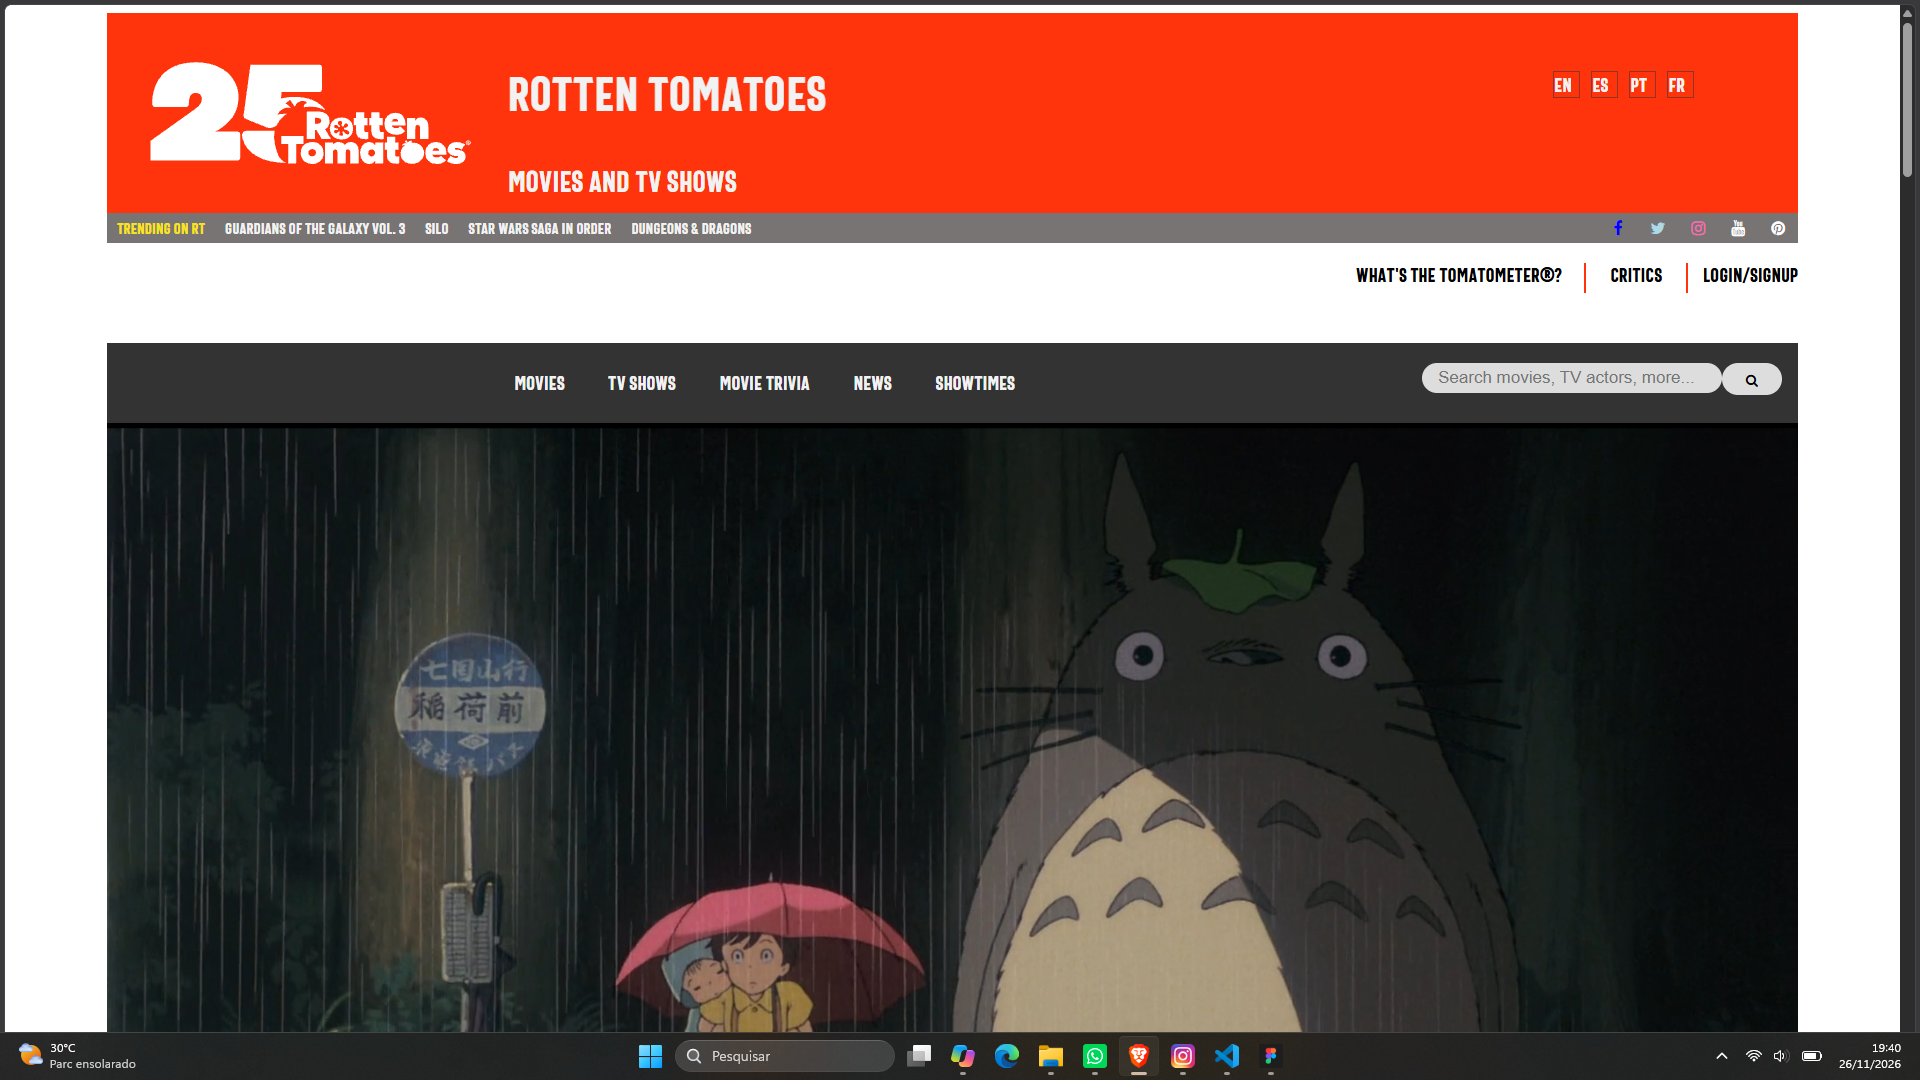 25 Rotten
Tomatoes®
ROTTEN TOMATOES
MOVIES AND TV SHOWS
EN ES PT FR
TRENDING ON RT GUARDIANS OF THE GALAXY VOL. 3 SILO STAR WARS SAGA IN ORDER DUNGEONS & DRAGONS
WHAT'S THE TOMATOMETER®? CRITICS LOGIN/SIGNUP
MOVIES TV SHOWS MOVIE TRIVIA NEWS SHOWTIMES
Search movies, TV actors, more...
七国山行
稲荷前
30°C
Parc ensolarado
Pesquisar
19:40
26/11/2026